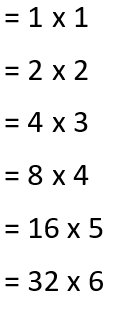 = 1 x 1
= 2 x 2
= 4 x 3
= 8 x 4
= 16 x 5
= 32 x 6